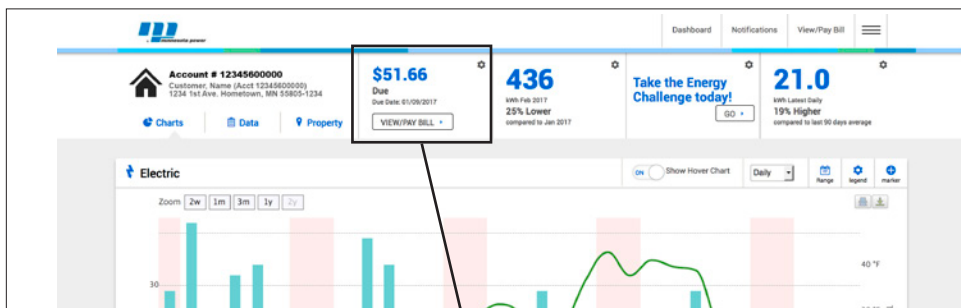 minnesota power
Dashboard
Notifications
View/Pay Bill
Account # 12345600000
Customer, Name (Acct 12345600000)
1234 1st Ave. Hometown, MN 55805-1234
Charts
Data
Property
$51.66
Due
Due Date: 01/09/2017
VIEW/PAY BILL
436
kWh Feb 2017
25% Lower
compared to Jan 2017
Take the Energy
Challenge today!
GO
21.0
kWh Latest Daily
19% Higher
compared to last 90 days average
Electric
ON
Show Hover Chart
Daily
Range
legend
marker
Zoom 2w 1m 3m 1y 2y
40 °F
30